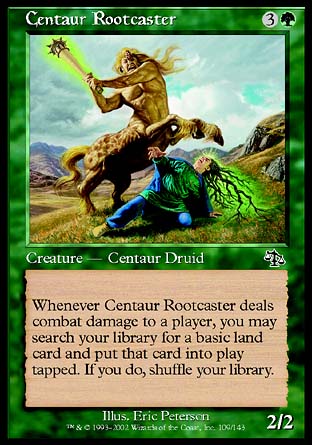 Centaur Rootcaster 3
Creature — Centaur Druid
Whenever Centaur Rootcaster deals
combat damage to a player, you may
search your library for a basic land
card and put that card into play
tapped. If you do, shuffle your library.
Illus. Eric Peterson
™ & © 1993-2002 Wizards of the Coast, Inc. 109/143
2/2